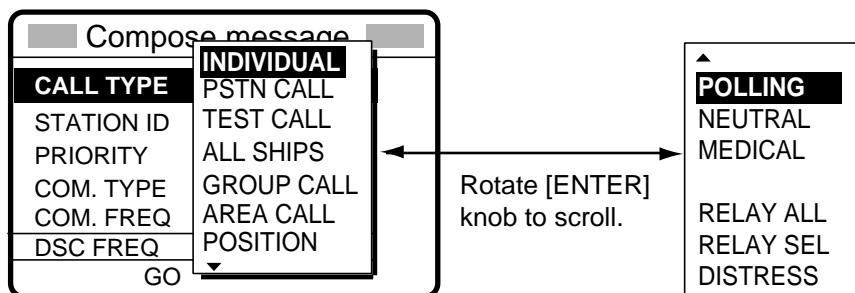 Compose message
CALL TYPE
STATION ID
PRIORITY
COM. TYPE
COM. FREQ
DSC FREQ
GO
INDIVIDUAL
PSTN CALL
TEST CALL
ALL SHIPS
GROUP CALL
AREA CALL
POSITION
Rotate [ENTER]
knob to scroll.
POLLING
NEUTRAL
MEDICAL
RELAY ALL
RELAY SEL
DISTRESS